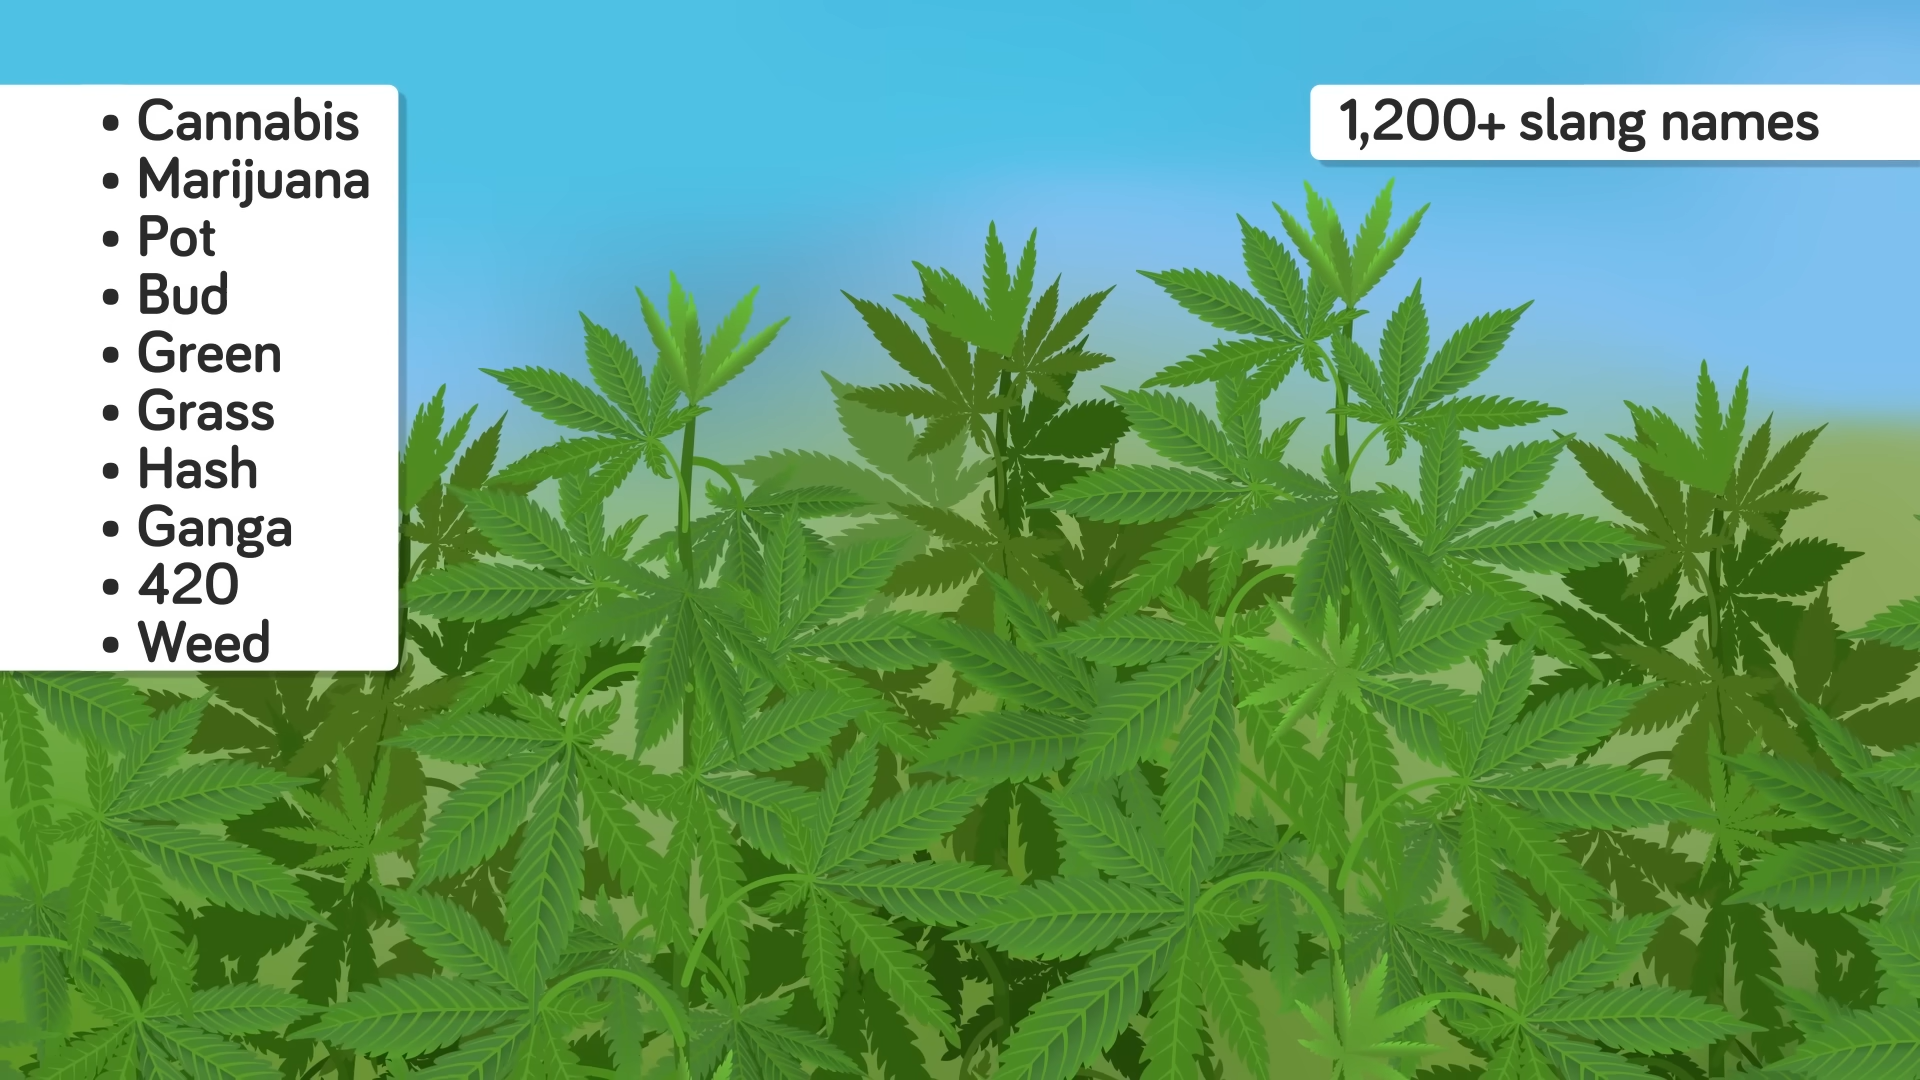 • Cannabis
• Marijuana
• Pot
• Bud
• Green
• Grass
• Hash
• Ganga
• 420
• Weed
1,200+ slang names